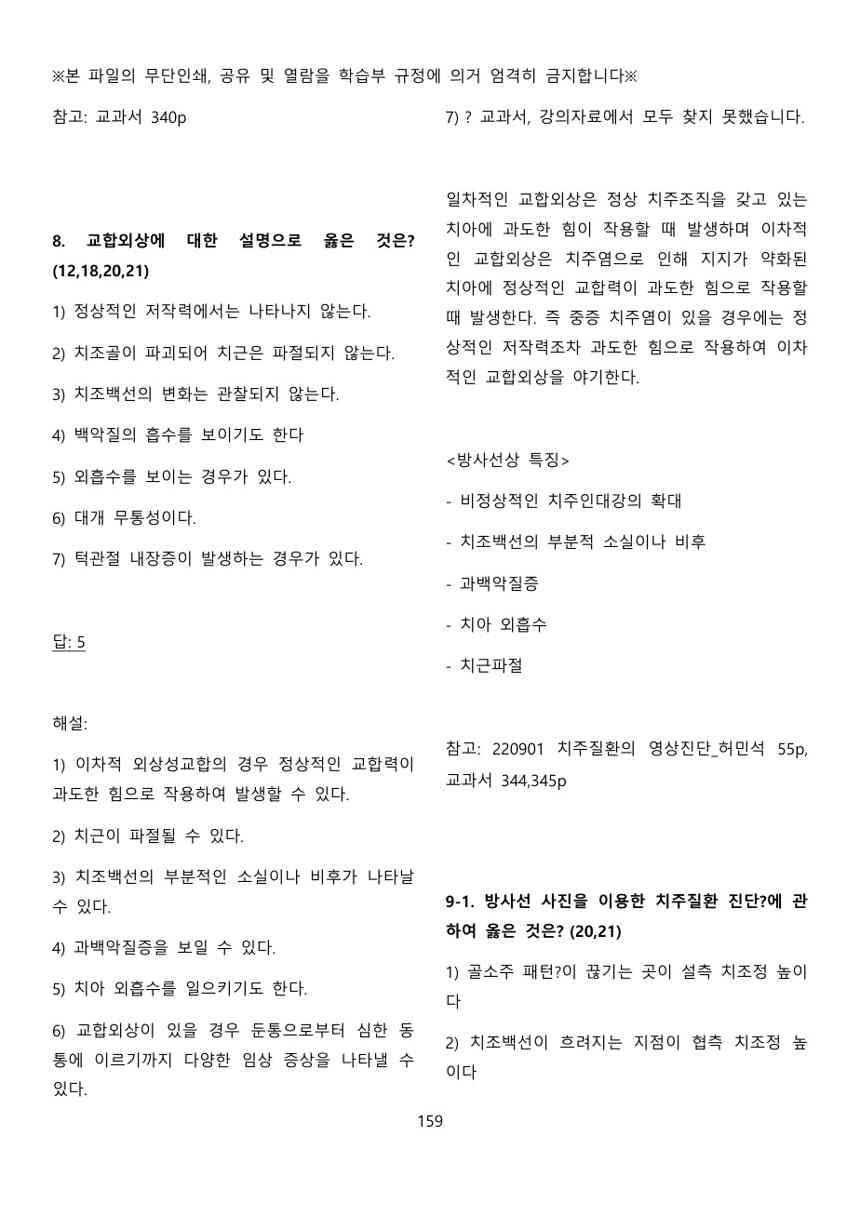 ※본 파일의 무단인쇄, 공유 및 열람을 학습부 규정에 의거 엄격히 금지합니다※
참고: 교과서 340p
8. 교합외상에 대한 설명으로 옳은 것은?
(12,18,20,21)
1) 정상적인 저작력에서는 나타나지 않는다.
2) 치조골이 파괴되어 치근은 파절되지 않는다.
3) 치조백선의 변화는 관찰되지 않는다.
4) 백악질의 흡수를 보이기도 한다
5) 외흡수를 보이는 경우가 있다.
6) 대개 무통성이다.
7) 턱관절 내장증이 발생하는 경우가 있다.
답: 5
해설:
1) 이차적 외상성교합의 경우 정상적인 교합력이
과도한 힘으로 작용하여 발생할 수 있다.
2) 치근이 파절될 수 있다.
3) 치조백선의 부분적인 소실이나 비후가 나타날
수 있다.
4) 과백악질증을 보일 수 있다.
5) 치아 외흡수를 일으키기도 한다.
6) 교합외상이 있을 경우 둔통으로부터 심한 동
통에 이르기까지 다양한 임상 증상을 나타낼 수
있다.
7) ? 교과서, 강의자료에서 모두 찾지 못했습니다.
일차적인 교합외상은 정상 치주조직을 갖고 있는
치아에 과도한 힘이 작용할 때 발생하며 이차적
인 교합외상은 치주염으로 인해 지지가 약화된
치아에 정상적인 교합력이 과도한 힘으로 작용할
때 발생한다. 즉 중증 치주염이 있을 경우에는 정
상적인 저작력조차 과도한 힘으로 작용하여 이차
적인 교합외상을 야기한다.
<방사선상 특징>
- 비정상적인 치주인대강의 확대
- 치조백선의 부분적 소실이나 비후
- 과백악질증
- 치아 외흡수
- 치근파절
참고: 220901 치주질환의 영상진단_허민석 55p,
교과서 344,345p
9-1. 방사선 사진을 이용한 치주질환 진단?에 관
하여 옳은 것은? (20,21)
1) 골소주 패턴?이 끊기는 곳이 설측 치조정 높이
다
2) 치조백선이 흐려지는 지점이 협측 치조정 높
이다
159